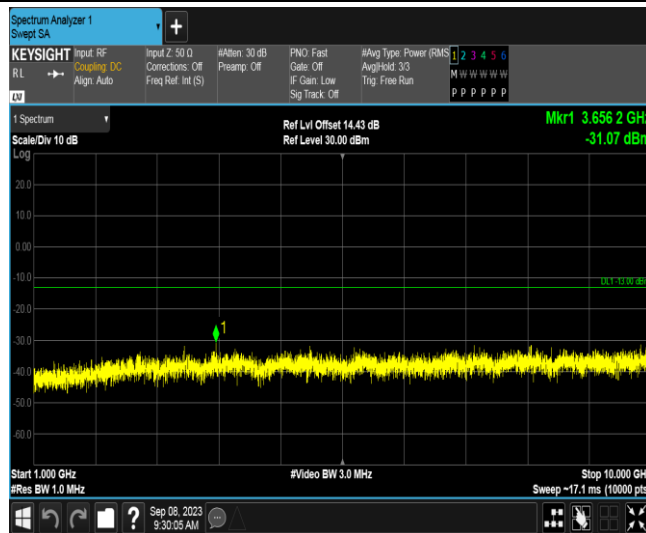 Spectrum Analyzer 1
Swept SA
+
KEYSIGHT
RL
LXI
Input: RF
Coupling: DC
Align: Auto
Input Z: 50 Ω
Corrections: Off
Freq Ref: Int (S)
#Atten: 30 dB
Preamp: Off
PNO: Fast
Gate: Off
IF Gain: Low
Sig Track: Off
#Avg Type: Power (RMS
Avg|Hold: 3/3
Trig: Free Run
1 2 3 4 5 6
M W W W W W
P P P P P P
1 Spectrum
Scale/Div 10 dB
Log
Ref Lvl Offset 14.43 dB
Ref Level 30.00 dBm
Mkr1 3.656 2 GHz
-31.07 dBm
20.0
10.0
0.00
-10.0
DL1 -13.00 dBm
-20.0
-30.0
1
-40.0
-50.0
-60.0
Start 1.000 GHz
#Res BW 1.0 MHz
#Video BW 3.0 MHz
Stop 10.000 GHz
Sweep ~17.1 ms (10000 pts)
?
Sep 08, 2023
9:30:05 AM